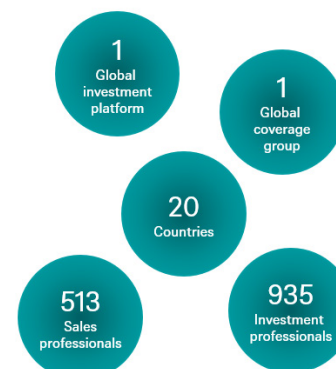 1
Global
investment
platform
1
Global
coverage
group
20
Countries
513
Sales
professionals
935
Investment
professionals